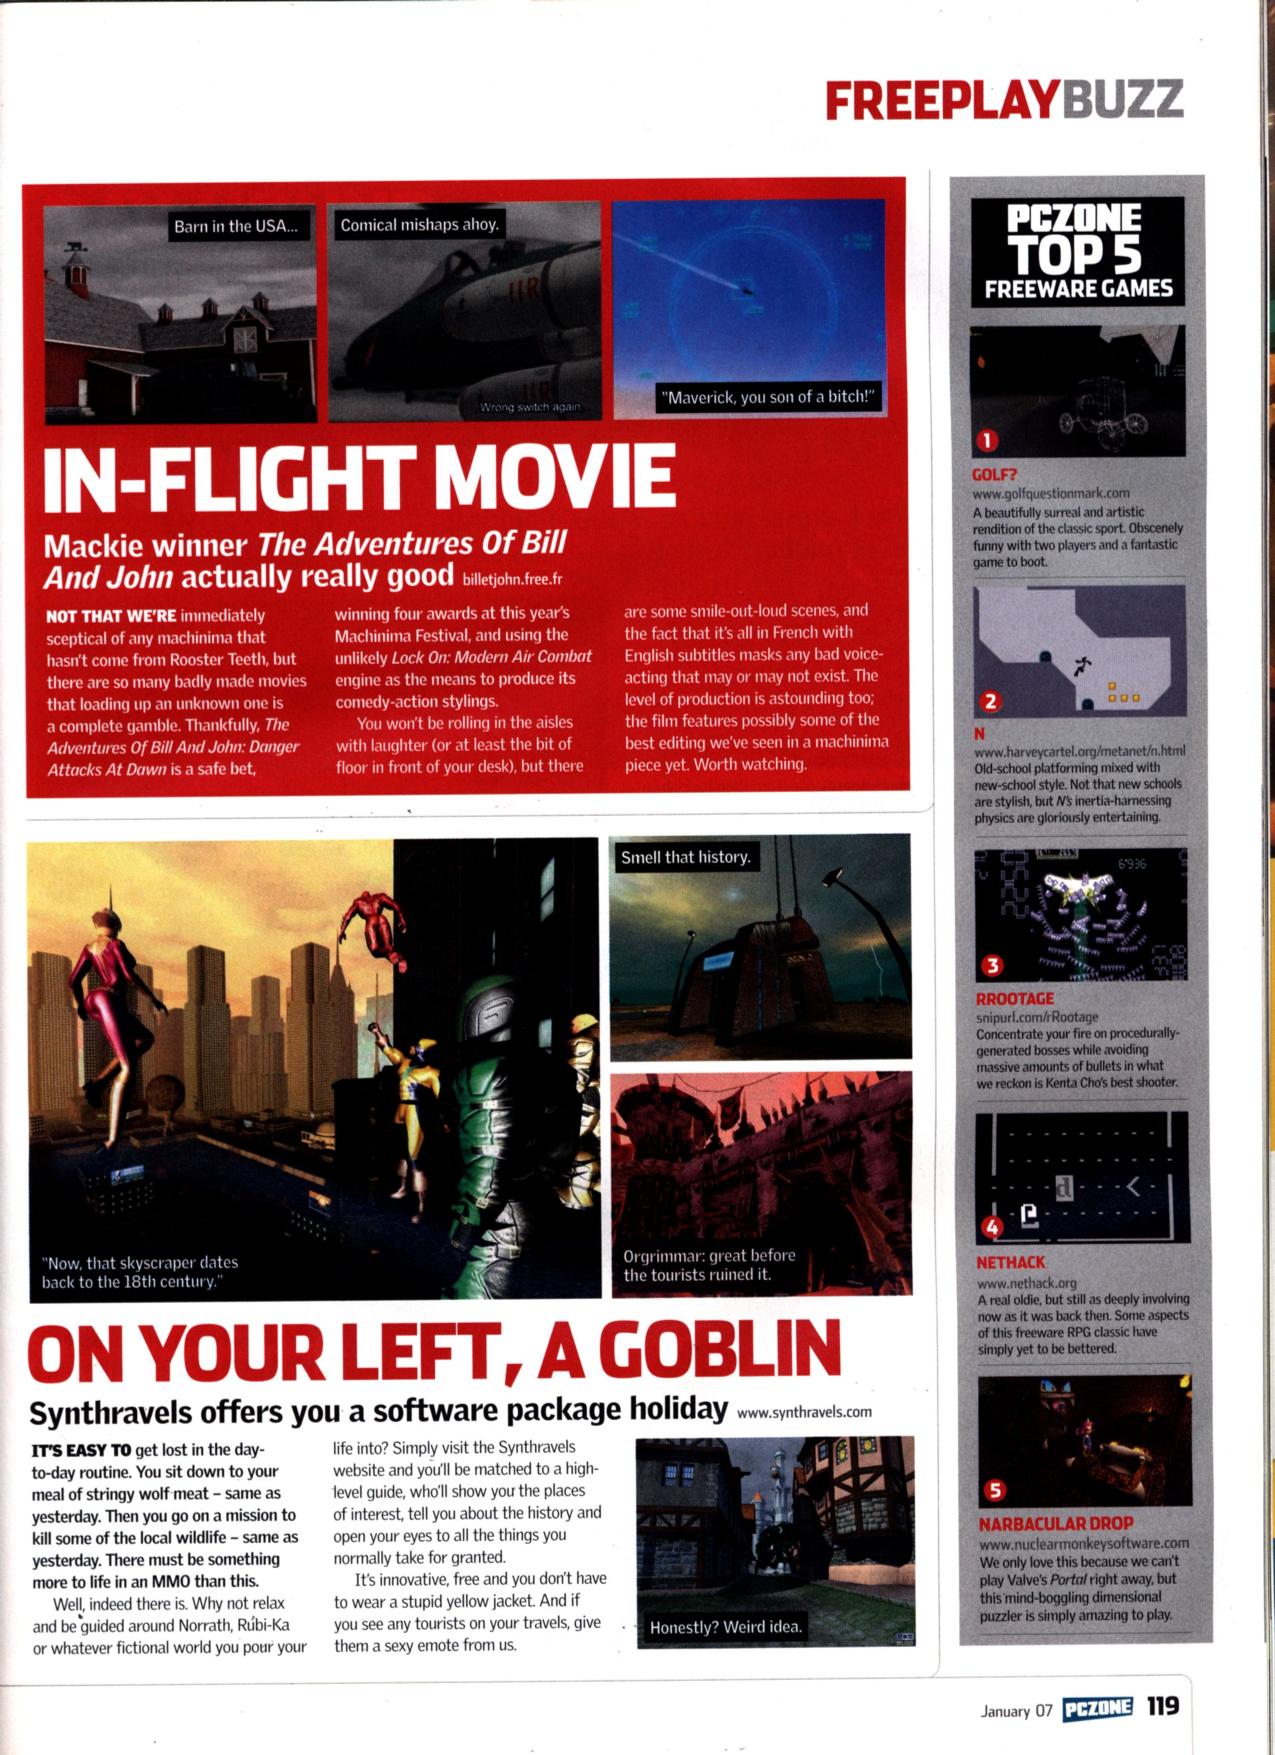 FREEPLAYBUZZ
Barn in the USA...
Comical mishaps ahoy.
Wrong switch again
"Maverick, you son of a bitch!"
IN-FLIGHT MOVIE
Mackie winner The Adventures Of Bill
And John actually really good billetjohn.free.fr
NOT THAT WE'RE immediately
sceptical of any machinima that
hasn't come from Rooster Teeth, but
there are so many badly made movies
that loading up an unknown one is
a complete gamble. Thankfully, The
Adventures Of Bill And John: Danger
Attacks At Dawn is a safe bet,
winning four awards at this year's
Machinima Festival, and using the
unlikely Lock On: Modern Air Combat
engine as the means to produce its
comedy-action stylings.
You won't be rolling in the aisles
with laughter (or at least the bit of
floor in front of your desk), but there
are some smile-out-loud scenes, and
the fact that it's all in French with
English subtitles masks any bad voice-
acting that may or may not exist. The
level of production is astounding too;
the film features possibly some of the
best editing we've seen in a machinima
piece yet. Worth watching.
"Now, that skyscraper dates
back to the 18th century."
Smell that history.
Orgrimmar: great before
the tourists ruined it.
ON YOUR LEFT, A GOBLIN
Synthravels offers you a software package holiday www.synthravels.com
IT'S EASY TO get lost in the day-
to-day routine. You sit down to your
meal of stringy wolf meat – same as
yesterday. Then you go on a mission to
kill some of the local wildlife – same as
yesterday. There must be something
more to life in an MMO than this.
Well, indeed there is. Why not relax
and be guided around Norrath, Rubi-Ka
or whatever fictional world you pour your
life into? Simply visit the Synthravels
website and you'll be matched to a high-
level guide, who'll show you the places
of interest, tell you about the history and
open your eyes to all the things you
normally take for granted.
It's innovative, free and you don't have
to wear a stupid yellow jacket. And if
you see any tourists on your travels, give
them a sexy emote from us.
Honestly? Weird idea.
PCZONE
TOP 5
FREEWARE GAMES
1
GOLF?
www.golfquestionmark.com
A beautifully surreal and artistic
rendition of the classic sport. Obscenely
funny with two players and a fantastic
game to boot.
2
N
www.harveycartel.org/metanet/n.html
Old-school platforming mixed with
new-school style. Not that new schools
are stylish, but N's inertia-harnessing
physics are gloriously entertaining.
3
RROOTAGE
snipurl.com/rRootage
Concentrate your fire on procedurally-
generated bosses while avoiding
massive amounts of bullets in what
we reckon is Kenta Cho's best shooter.
4
NETHACK
www.nethack.org
A real oldie, but still as deeply involving
now as it was back then. Some aspects
of this freeware RPG classic have
simply yet to be bettered.
5
NARBACULAR DROP
www.nuclearmonkeysoftware.com
We only love this because we can't
play Valve's Portal right away, but
this mind-boggling dimensional
puzzler is simply amazing to play.
January 07 PCZONE 119